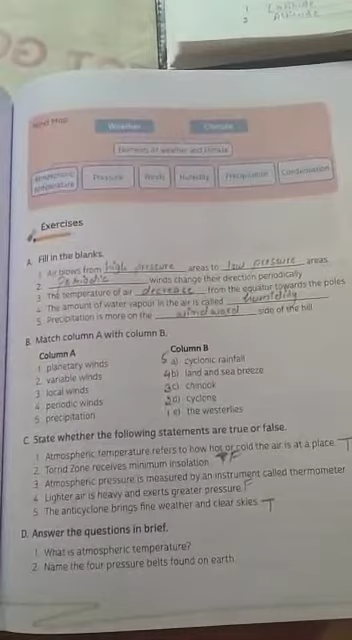 1 Latitude
2 Altitude
Mind Map
Weather
Climate
Elements of weather and climate
Atmospheric temperature
Pressure
Winds
Humidity
Precipitation
Condensation
Exercises
A. Fill in the blanks.
1. Air blows from high pressure areas to low pressure areas.
2. Periodic winds change their direction periodically
3. The temperature of air decrease from the equator towards the poles
4. The amount of water vapour in the air is called humidity
5. Precipitation is more on the windward side of the hill
B. Match column A with column B.
Column A Column B
1. planetary winds 5 a) cyclonic rainfall
2. variable winds 4 b) land and sea breeze
3. local winds 3 c) chinook
4. periodic winds 2 d) cyclone
5. precipitation 1 e) the westerlies
C. State whether the following statements are true or false.
1. Atmospheric temperature refers to how hot or cold the air is at a place. T
2. Torrid Zone receives minimum insolation. F
3. Atmospheric pressure is measured by an instrument called thermometer
4. Lighter air is heavy and exerts greater pressure. F
5. The anticyclone brings fine weather and clear skies. T
D. Answer the questions in brief.
1. What is atmospheric temperature?
2. Name the four pressure belts found on earth